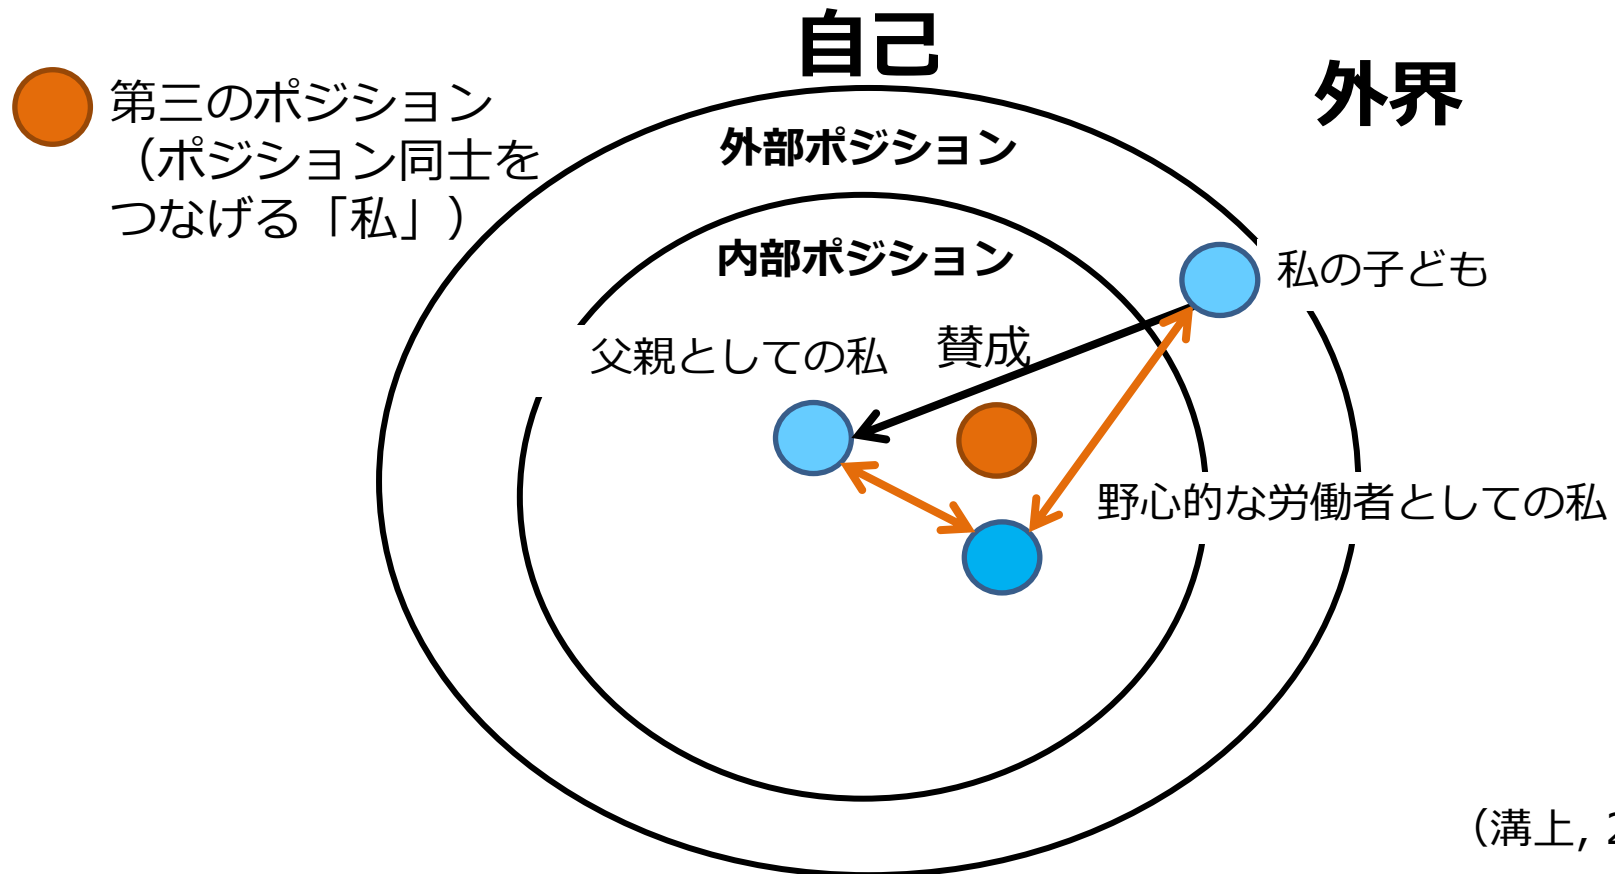 自己
外界
第三のポジション
（ポジション同士を
つなげる「私」）
外部ポジション
内部ポジション
私の子ども
父親としての私
賛成
野心的な労働者としての私
（溝上, 2